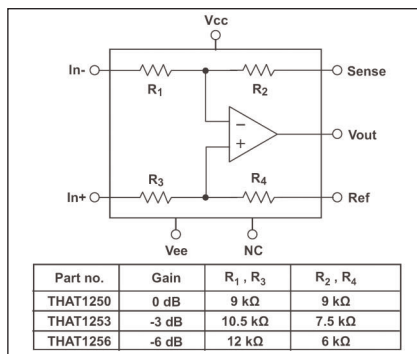 Vcc
In-
R1
R2
Sense
−
+
Vout
In+
R3
R4
Ref
Vee
NC
Part no. Gain R1 , R3 R2 , R4
THAT1250 0 dB 9 kΩ 9 kΩ
THAT1253 -3 dB 10.5 kΩ 7.5 kΩ
THAT1256 -6 dB 12 kΩ 6 kΩ